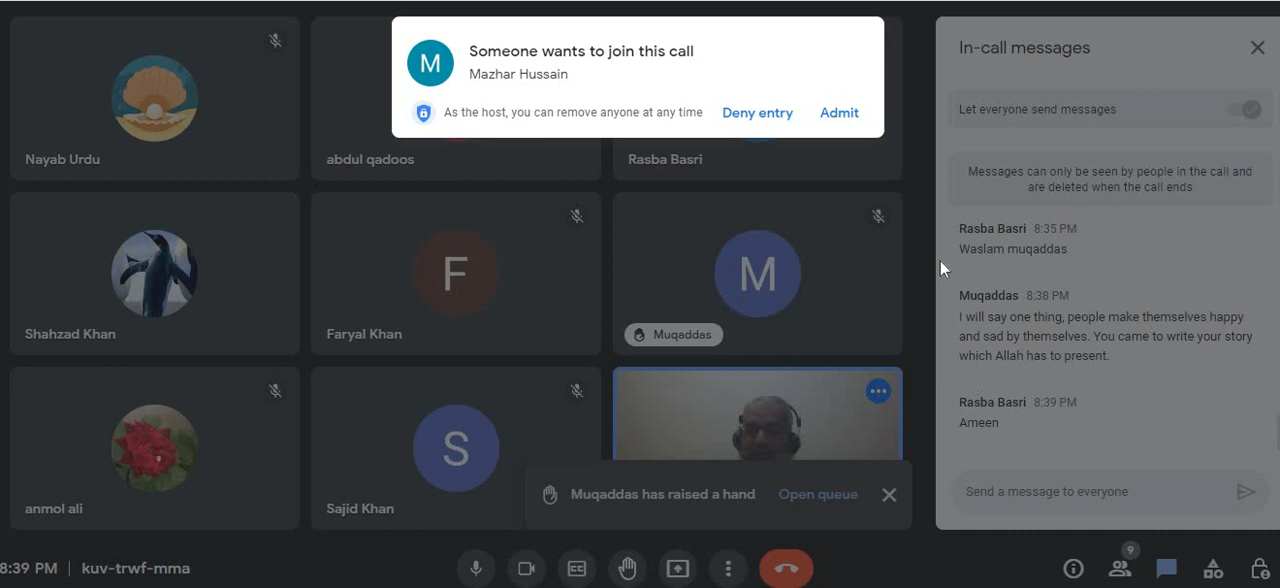 M
Someone wants to join this call
Mazhar Hussain
As the host, you can remove anyone at any time
Deny entry
Admit
Nayab Urdu
abdul qadoos
Rasba Basri
Shahzad Khan
F
Faryal Khan
M
Muqaddas
anmol ali
S
Sajid Khan
Muqaddas has raised a hand
Open queue
In-call messages
Let everyone send messages
Messages can only be seen by people in the call and
are deleted when the call ends
Rasba Basri 8:35 PM
Waslam muqaddas
Muqaddas 8:38 PM
I will say one thing, people make themselves happy
and sad by themselves. You came to write your story
which Allah has to present.
Rasba Basri 8:39 PM
Ameen
Send a message to everyone
8:39 PM | kuv-trwf-mma
CC
9